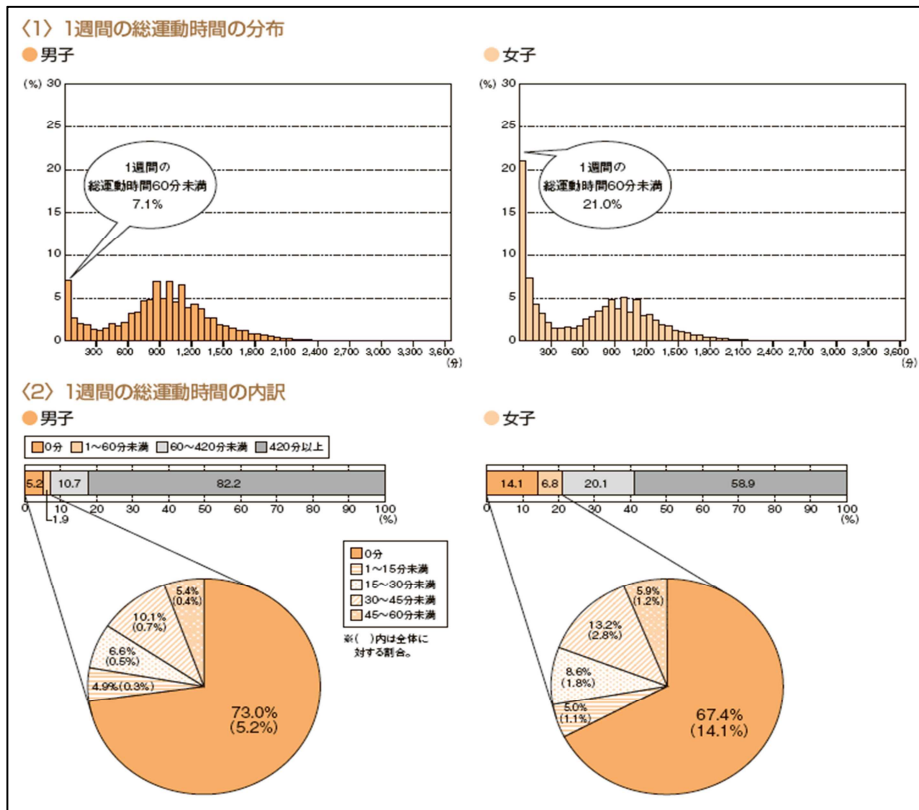 〈1〉1週間の総運動時間の分布
男子
(%)
30
25
20
15
10
5
0
1週間の
総運動時間60分未満
7.1%
300 600 900 1,200 1,500 1,800 2,100 2,400 2,700 3,000 3,300 3,600
(分)
女子
(%)
30
25
20
15
10
5
0
1週間の
総運動時間60分未満
21.0%
300 600 900 1,200 1,500 1,800 2,100 2,400 2,700 3,000 3,300 3,600
(分)
〈2〉1週間の総運動時間の内訳
男子
0分 1〜60分未満 60〜420分未満 420分以上
5.2 10.7 82.2
0 10 20 30 40 50 60 70 80 90 100
1.9
(%)
女子
14.1 6.8 20.1 58.9
0 10 20 30 40 50 60 70 80 90 100
(%)
0分
1〜15分未満
15〜30分未満
30〜45分未満
45〜60分未満
※( )内は全体に
対する割合。
5.4%
(0.4%)
10.1%
(0.7%)
6.6%
(0.5%)
4.9%(0.3%)
73.0%
(5.2%)
5.9%
(1.2%)
13.2%
(2.8%)
8.6%
(1.8%)
5.0%
(1.1%)
67.4%
(14.1%)